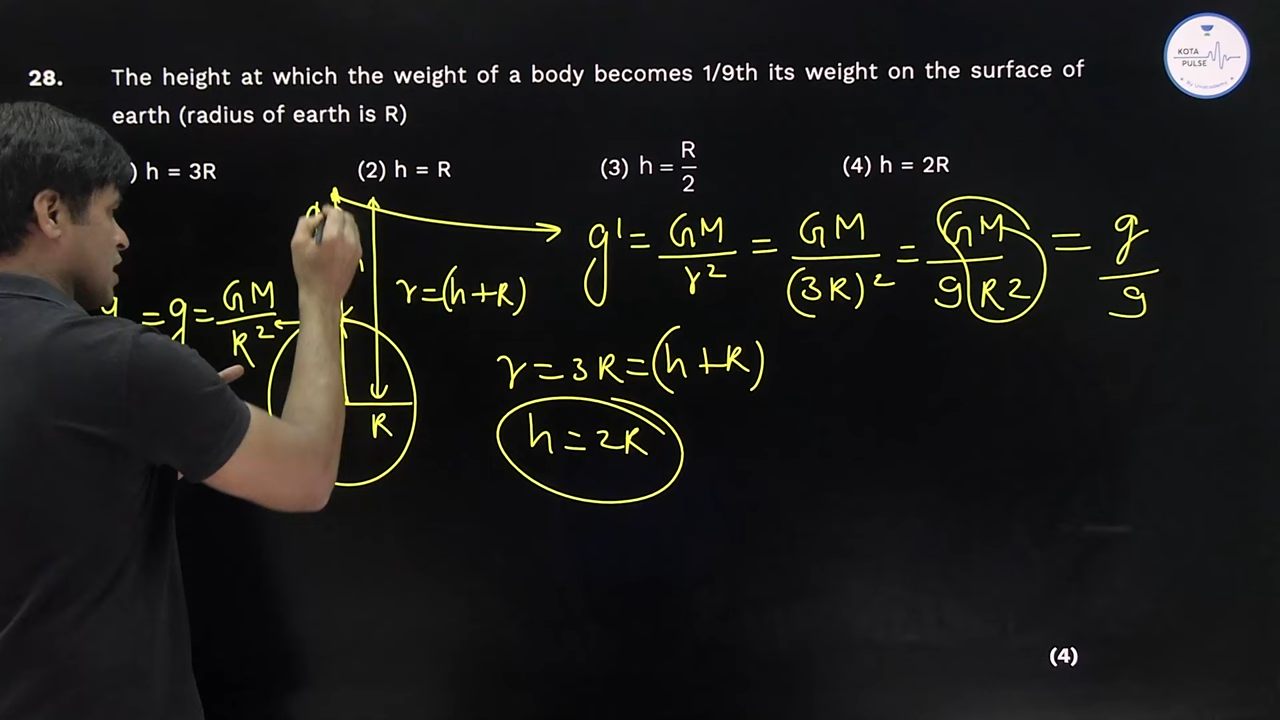 KOTA
PULSE
28. The height at which the weight of a body becomes 1/9th its weight on the surface of
earth (radius of earth is R)
) h = 3R (2) h = R (3) h = R/2 (4) h = 2R
g' = GM/r² = GM/(3R)² = GM/9R² = g/9
r=(h+R)
= g = GM/R²
r = 3R = (h+R)
R
h = 2R
(4)